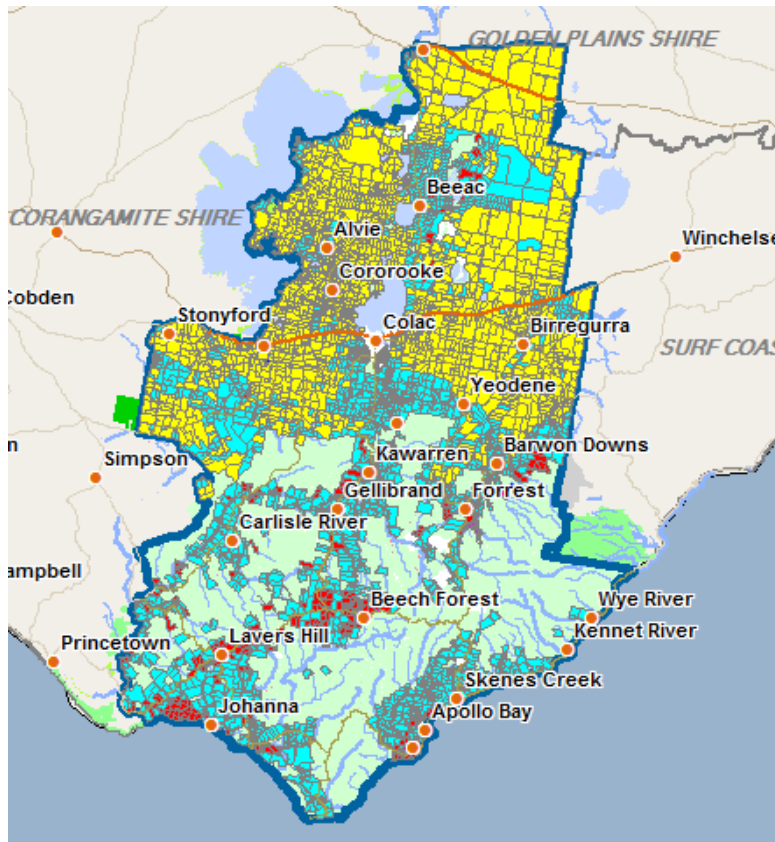 GOLDEN PLAINS SHIRE
Beeac
CORANGAMITE SHIRE
Alvie
Winchelse
Cororooke
Cobden
Stonyford
Colac
Birregurra
SURF COAS
Yeodene
n
Simpson
Kawarren
Barwon Downs
Gellibrand
Forrest
Carlisle River
ampbell
Beech Forest
Wye River
Princetown
Lavers Hill
Kennet River
Skenes Creek
Johanna
Apollo Bay